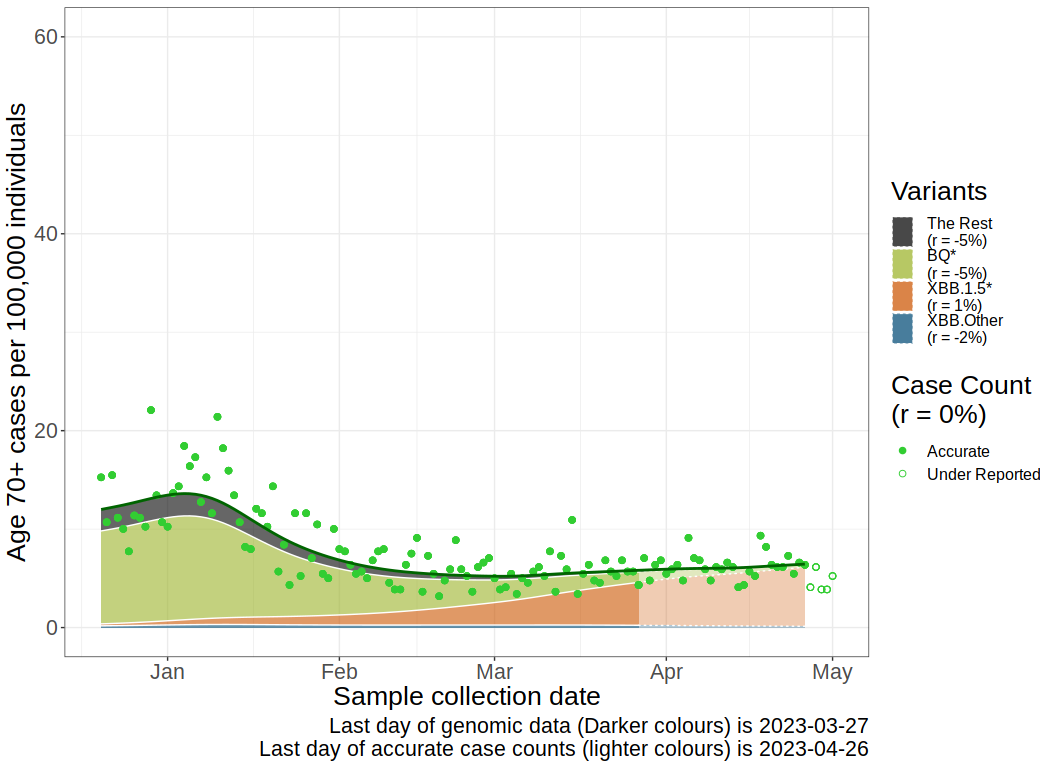 60
40
20
0
Age 70+ cases per 100,000 individuals
Jan Feb Mar Apr May
Sample collection date
Last day of genomic data (Darker colours) is 2023-03-27
Last day of accurate case counts (lighter colours) is 2023-04-26
Variants
The Rest
(r = -5%)
BQ*
(r = -5%)
XBB.1.5*
(r = 1%)
XBB.Other
(r = -2%)
Case Count
(r = 0%)
Accurate
Under Reported